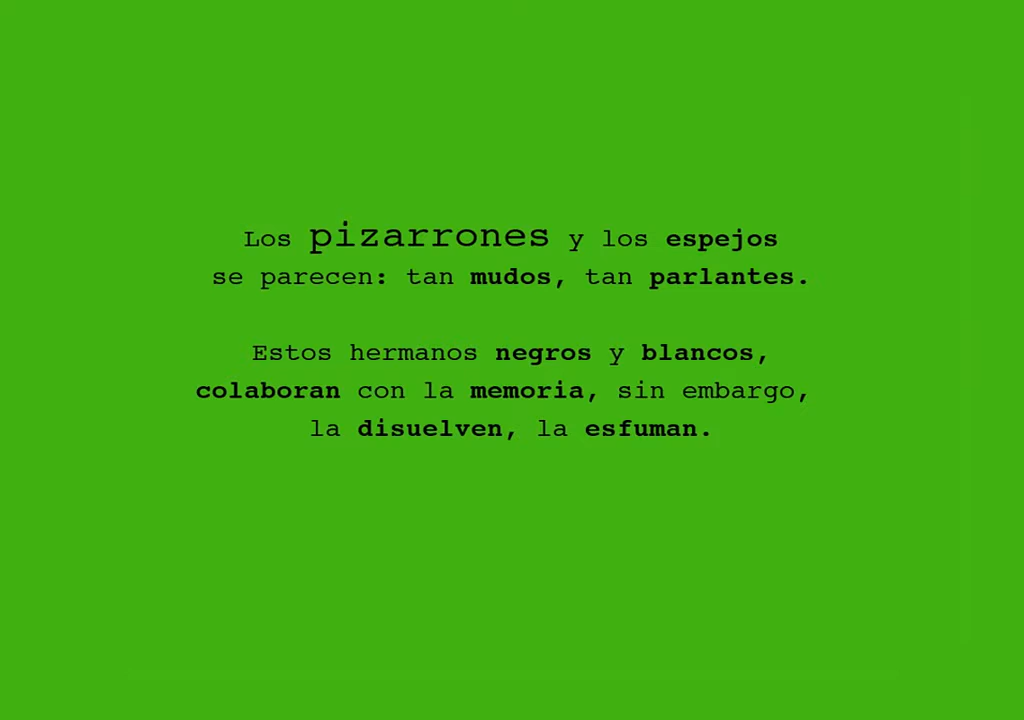 Los pizarrones y los espejos
se parecen: tan mudos, tan parlantes.
Estos hermanos negros y blancos,
colaboran con la memoria, sin embargo,
la disuelven, la esfuman.